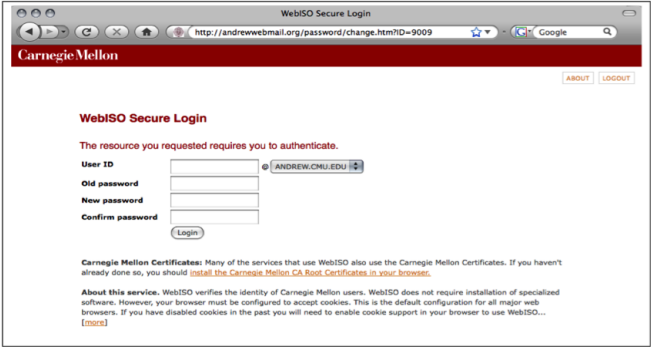 WebISO Secure Login
http://andrewwebmail.org/password/change.htm?ID=9009
Google
Carnegie Mellon
ABOUT LOGOUT
WebISO Secure Login
The resource you requested requires you to authenticate.
User ID @ ANDREW.CMU.EDU
Old password
New password
Confirm password
Login
Carnegie Mellon Certificates: Many of the services that use WebISO also use the Carnegie Mellon Certificates. If you haven't
already done so, you should install the Carnegie Mellon CA Root Certificates in your browser.
About this service. WebISO verifies the identity of Carnegie Mellon users. WebISO does not require installation of specialized
software. However, your browser must be configured to accept cookies. This is the default configuration for all major web
browsers. If you have disabled cookies in the past you will need to enable cookie support in your browser to use WebISO...
[more]